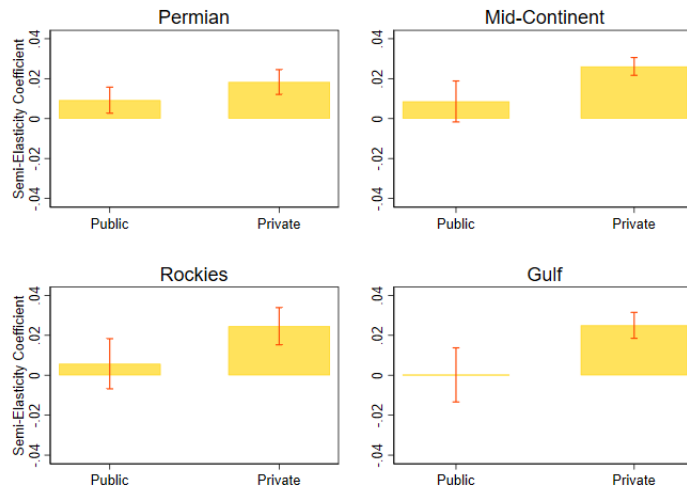 Permian
Mid-Continent
Semi-Elasticity Coefficient
.04
.02
0
-.02
-.04
Public
Private
.04
.02
0
-.02
-.04
Public
Private
Rockies
Gulf
Semi-Elasticity Coefficient
.04
.02
0
-.02
-.04
Public
Private
.04
.02
0
-.02
-.04
Public
Private